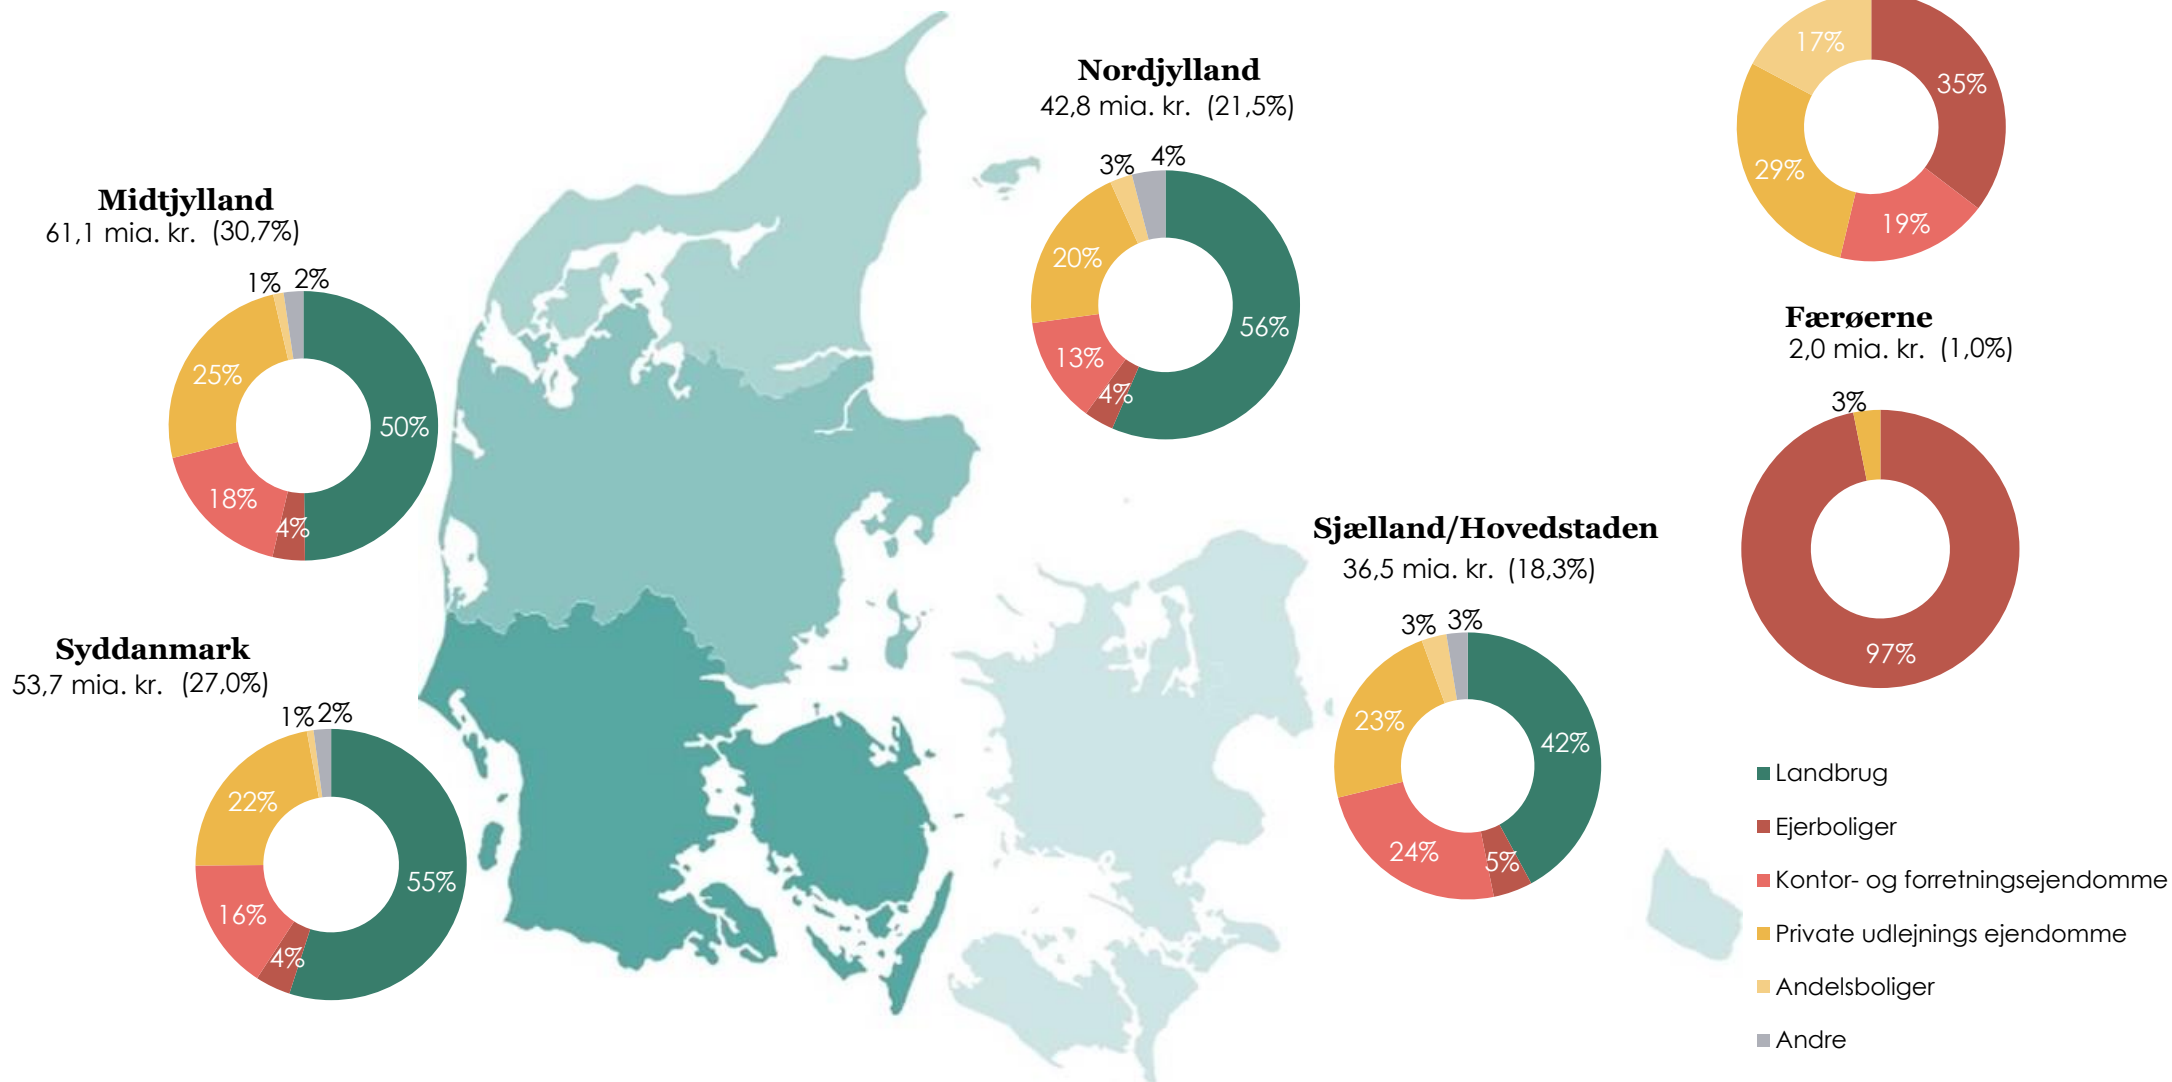 17%
35%
29%
19%
Nordjylland
42,8 mia. kr. (21,5%)
3%
4%
20%
56%
13%
4%
Midtjylland
61,1 mia. kr. (30,7%)
1%
2%
25%
50%
18%
4%
Færøerne
2,0 mia. kr. (1,0%)
3%
97%
Sjælland/Hovedstaden
36,5 mia. kr. (18,3%)
3%
3%
23%
42%
24%
5%
Syddanmark
53,7 mia. kr. (27,0%)
1%
2%
22%
55%
16%
4%
Landbrug
Ejerboliger
Kontor- og forretningsejendomme
Private udlejnings ejendomme
Andelsboliger
Andre